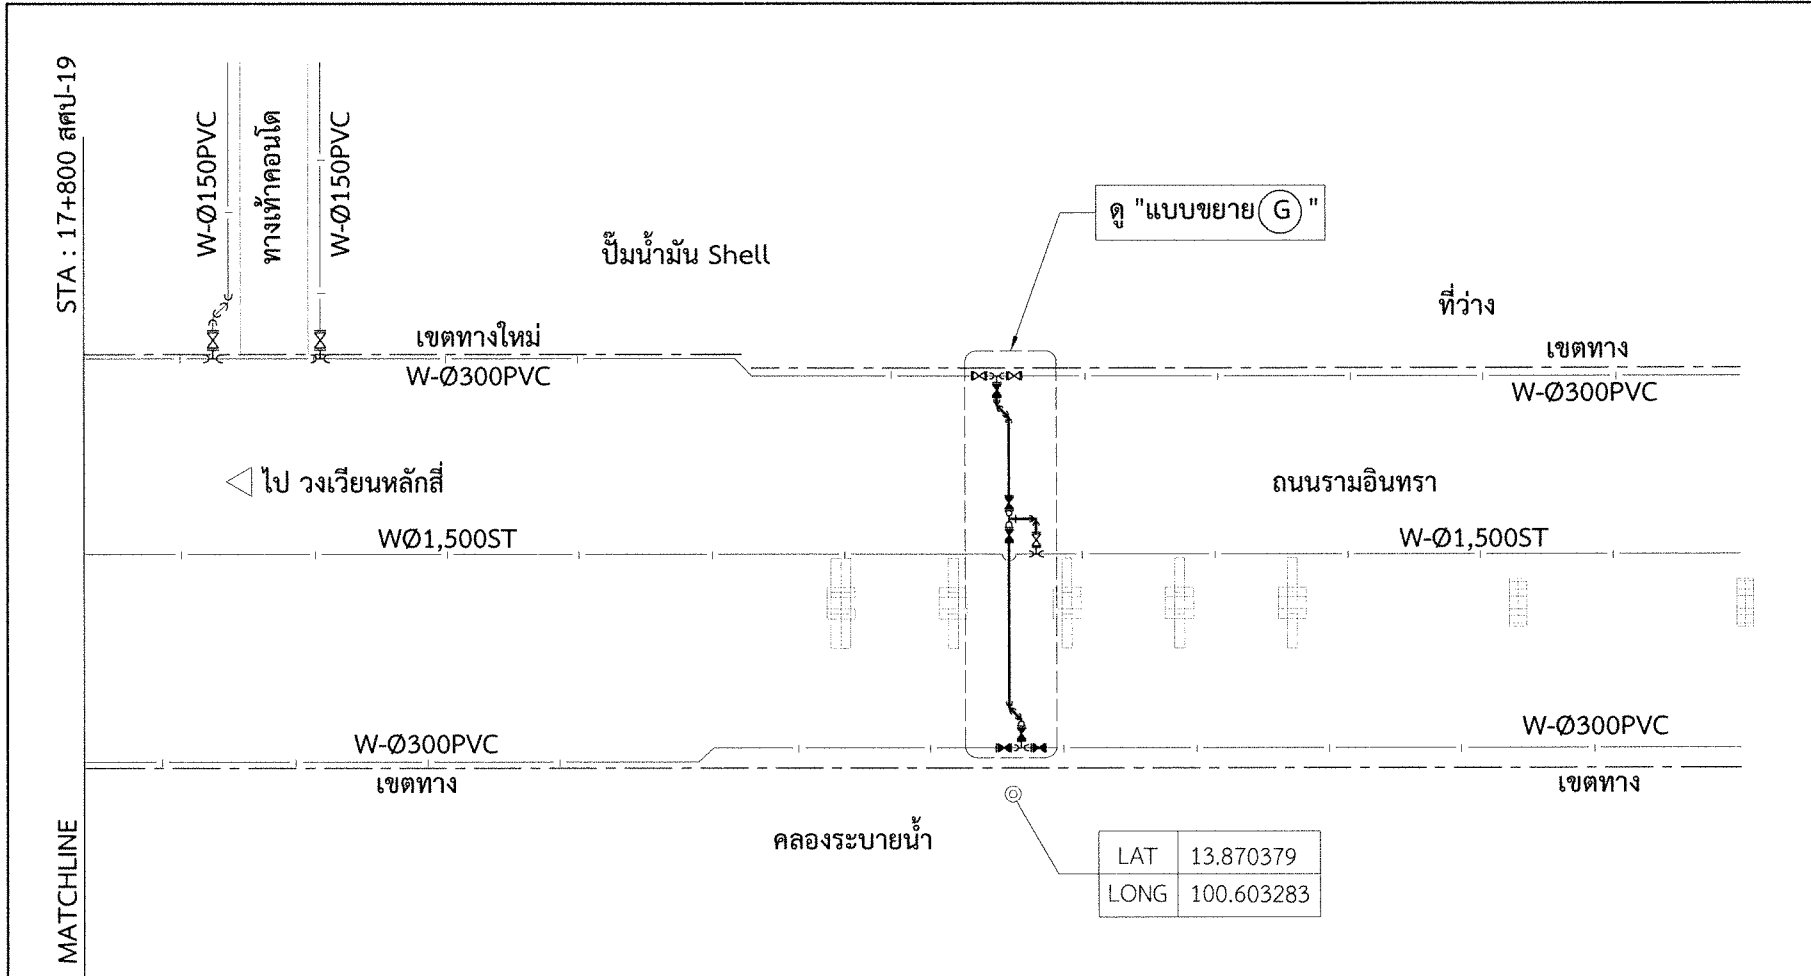 STA : 17+800 สศป-19
W-Ø150PVC
ทางเท้าคอนโด
W-Ø150PVC
ดู "แบบขยาย G "
ปั๊มน้ำมัน Shell
ที่ว่าง
เขตทางใหม่
เขตทาง
W-Ø300PVC
W-Ø300PVC
ไป วงเวียนหลักสี่
ถนนรามอินทรา
WØ1,500ST
W-Ø1,500ST
W-Ø300PVC
W-Ø300PVC
เขตทาง
เขตทาง
คลองระบายน้ำ
LAT 13.870379
LONG 100.603283
MATCHLINE